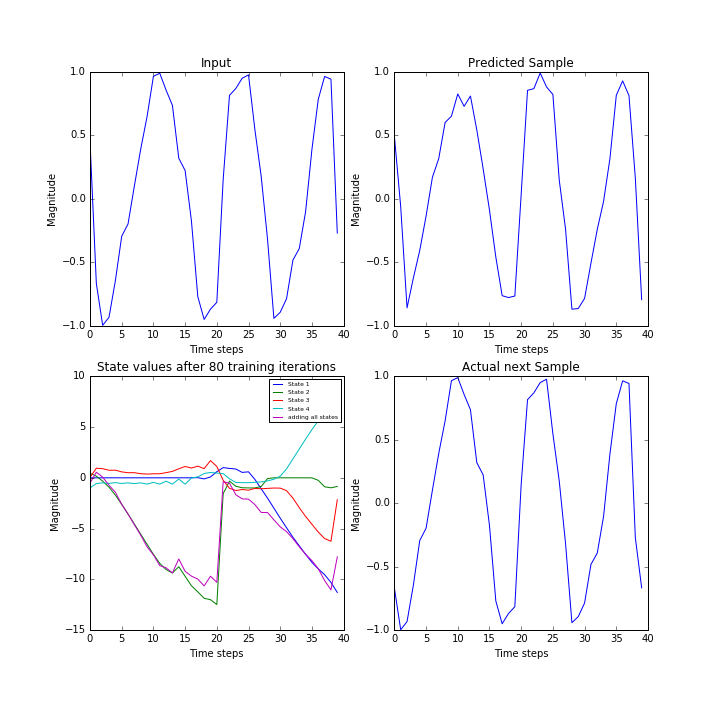 Input
1.0
0.5
0.0
−0.5
−1.0
Magnitude
0 5 10 15 20 25 30 35 40
Time steps
Predicted Sample
1.0
0.5
0.0
−0.5
−1.0
Magnitude
0 5 10 15 20 25 30 35 40
Time steps
State values after 80 training iterations
10
5
0
−5
−10
−15
Magnitude
State 1
State 2
State 3
State 4
adding all states
0 5 10 15 20 25 30 35 40
Time steps
Actual next Sample
1.0
0.5
0.0
−0.5
−1.0
Magnitude
0 5 10 15 20 25 30 35 40
Time steps